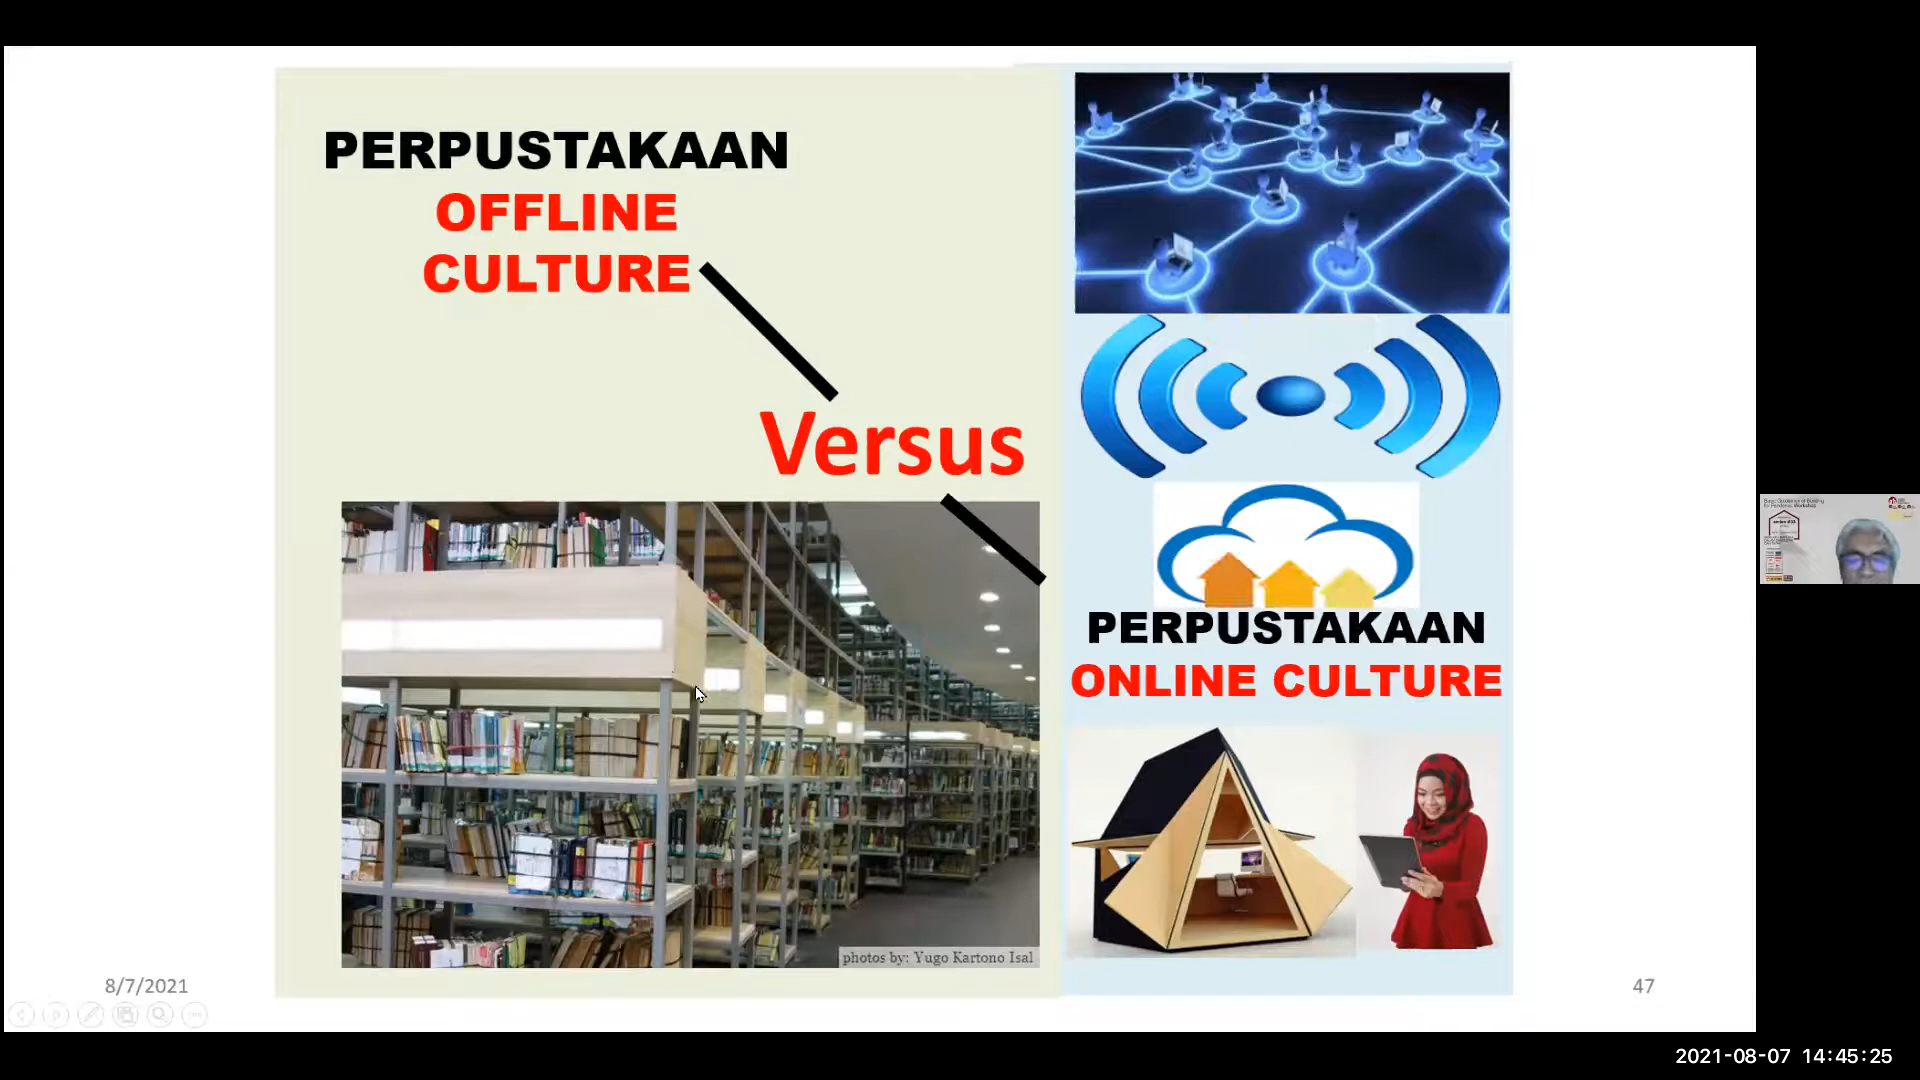 PERPUSTAKAAN
OFFLINE
CULTURE
Versus
PERPUSTAKAAN
ONLINE CULTURE
photos by: Yugo Kartono Isal
8/7/2021
47
2021-08-07 14:45:25